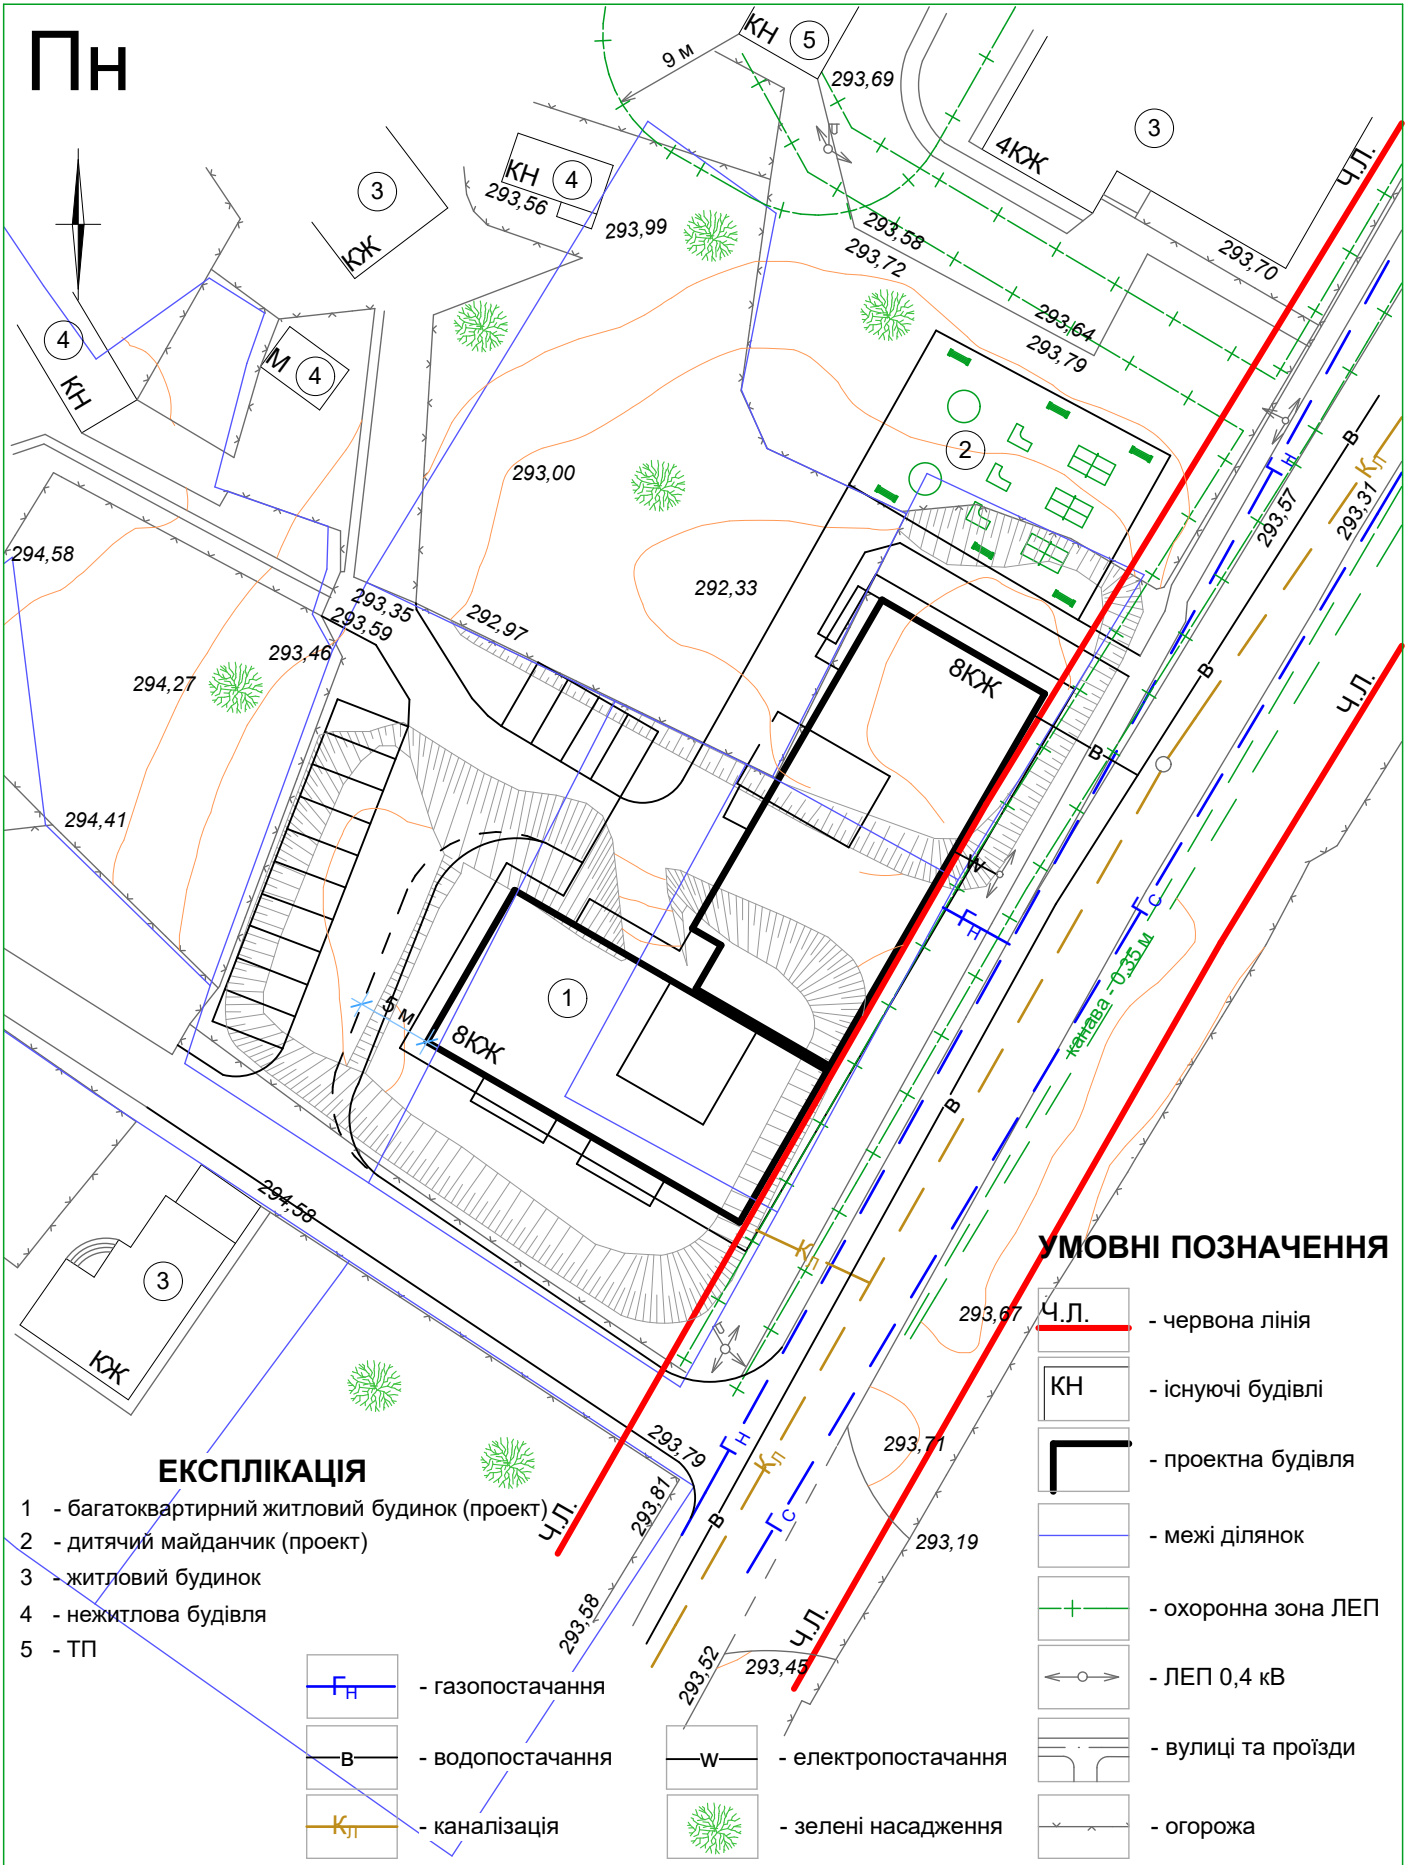 Пн
КН
5
9 м
293,69
3
4КЖ
Ч.Л.
КН
4
3
293,56
293,99
КЖ
293,58
293,72
293,70
4
КН
М
4
293,64
293,79
2
В
Кл
Гн
293,00
293,57
293,31
294,58
292,33
293,35
293,59
292,97
293,46
294,27
8КЖ
В
Ч.Л.
В
294,41
W
Гн
Гс
канава - 0,35 м
1
5 м
8КЖ
В
294,58
Кл
3
КЖ
УМОВНІ ПОЗНАЧЕННЯ
293,67
Ч.Л.
- червона лінія
КН
- існуючі будівлі
- проектна будівля
- межі ділянок
- охоронна зона ЛЕП
- ЛЕП 0,4 кВ
- вулиці та проїзди
- огорожа
293,71
293,79
Гн
Кл
293,81
Гс
В
Ч.Л.
293,19
293,58
Ч.Л.
293,52
293,45
ЕКСПЛІКАЦІЯ
1 - багатоквартирний житловий будинок (проект)
2 - дитячий майданчик (проект)
3 - житловий будинок
4 - нежитлова будівля
5 - ТП
Гн - газопостачання
В - водопостачання
Кл - каналізація
W - електропостачання
- зелені насадження